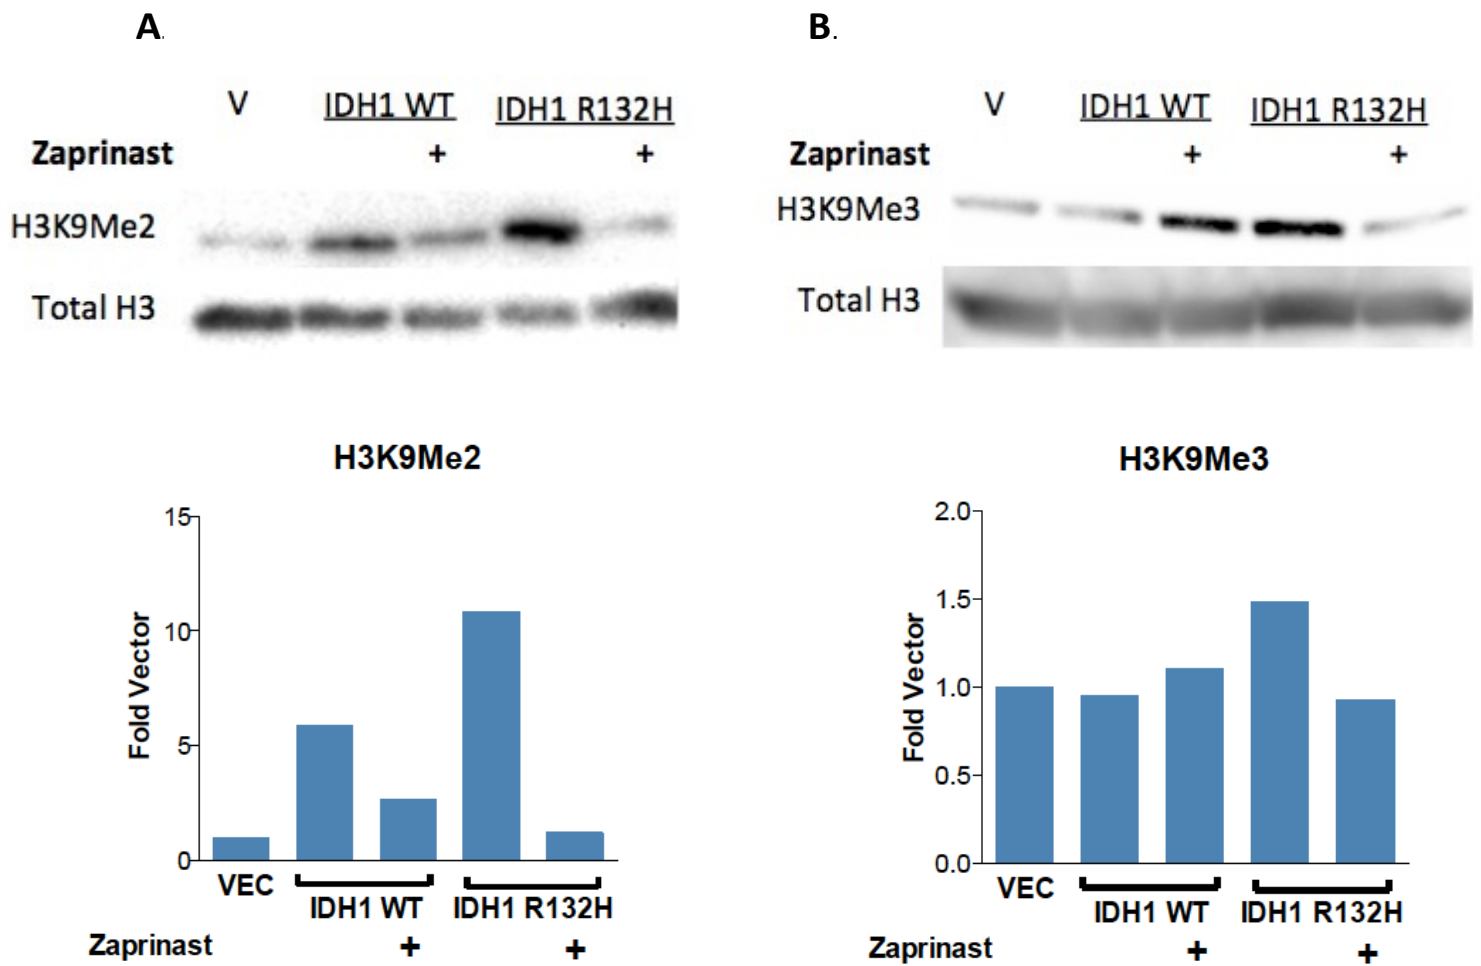 A.
V IDH1 WT IDH1 R132H
Zaprinast + +
H3K9Me2
Total H3
H3K9Me2
15
10
5
0
Fold Vector
VEC
IDH1 WT IDH1 R132H
Zaprinast + +
B.
V IDH1 WT IDH1 R132H
Zaprinast + +
H3K9Me3
Total H3
H3K9Me3
2.0
1.5
1.0
0.5
0.0
Fold Vector
VEC
IDH1 WT IDH1 R132H
Zaprinast + +